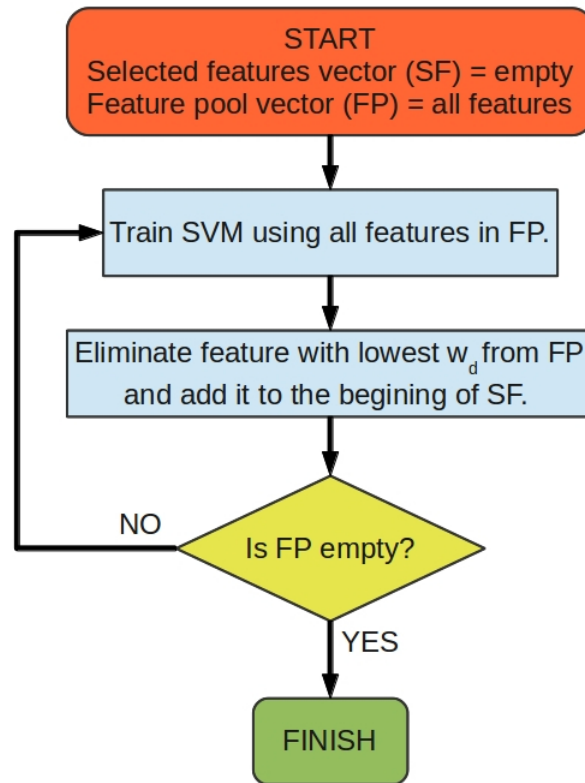 START
Selected features vector (SF) = empty
Feature pool vector (FP) = all features
Train SVM using all features in FP.
Eliminate feature with lowest w_d from FP
and add it to the begining of SF.
NO
Is FP empty?
YES
FINISH